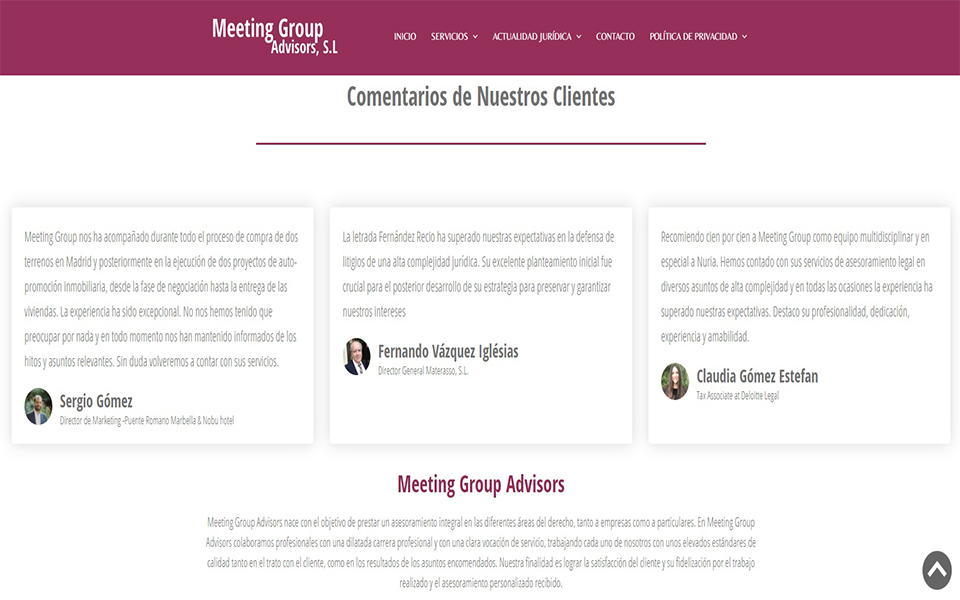 Meeting Group
Advisors, S.L
INICIO SERVICIOS ACTUALIDAD JURÍDICA CONTACTO POLÍTICA DE PRIVACIDAD
Comentarios de Nuestros Clientes
Meeting Group nos ha acompañado durante todo el proceso de compra de dos
terrenos en Madrid y posteriormente en la ejecución de dos proyectos de auto-
promoción inmobiliaria, desde la fase de negociación hasta la entrega de las
viviendas. La experiencia ha sido excepcional. No nos hemos tenido que
preocupar por nada y en todo momento nos han mantenido informados de los
hitos y asuntos relevantes. Sin duda volveremos a contar con sus servicios.
Sergio Gómez
Director de Marketing -Puente Romano Marbella & Nobu hotel
La letrada Fernández Recio ha superado nuestras expectativas en la defensa de
litigios de una alta complejidad jurídica. Su excelente planteamiento inicial fue
crucial para el posterior desarrollo de su estrategia para preservar y garantizar
nuestros intereses
Fernando Vázquez Iglésias
Director General Materasso, S.L.
Recomiendo cien por cien a Meeting Group como equipo multidisciplinar y en
especial a Nuria. Hemos contado con sus servicios de asesoramiento legal en
diversos asuntos de alta complejidad y en todas las ocasiones la experiencia ha
superado nuestras expectativas. Destaco su profesionalidad, dedicación,
experiencia y amabilidad.
Claudia Gómez Estefan
Tax Associate at Deloitte Legal
Meeting Group Advisors
Meeting Group Advisors nace con el objetivo de prestar un asesoramiento integral en las diferentes áreas del derecho, tanto a empresas como a particulares. En Meeting Group
Advisors colaboramos profesionales con una dilatada carrera profesional y con una clara vocación de servicio, trabajando cada uno de nosotros con unos elevados estándares de
calidad tanto en el trato con el cliente, como en los resultados de los asuntos encomendados. Nuestra finalidad es lograr la satisfacción del cliente y su fidelización por el trabajo
realizado y el asesoramiento personalizado recibido.